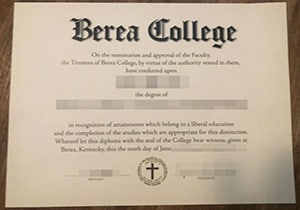 Berea College
On the nomination and approval of the Faculty,
the Trustees of Berea College, by virtue of the authority vested in them,
have conferred upon
the degree of
in recognition of attainments which belong to a liberal education
and the completion of the studies which are appropriate for this distinction.
Whereof let this diploma with the seal of the College bear witness, given at
Berea, Kentucky, this the tenth day of June